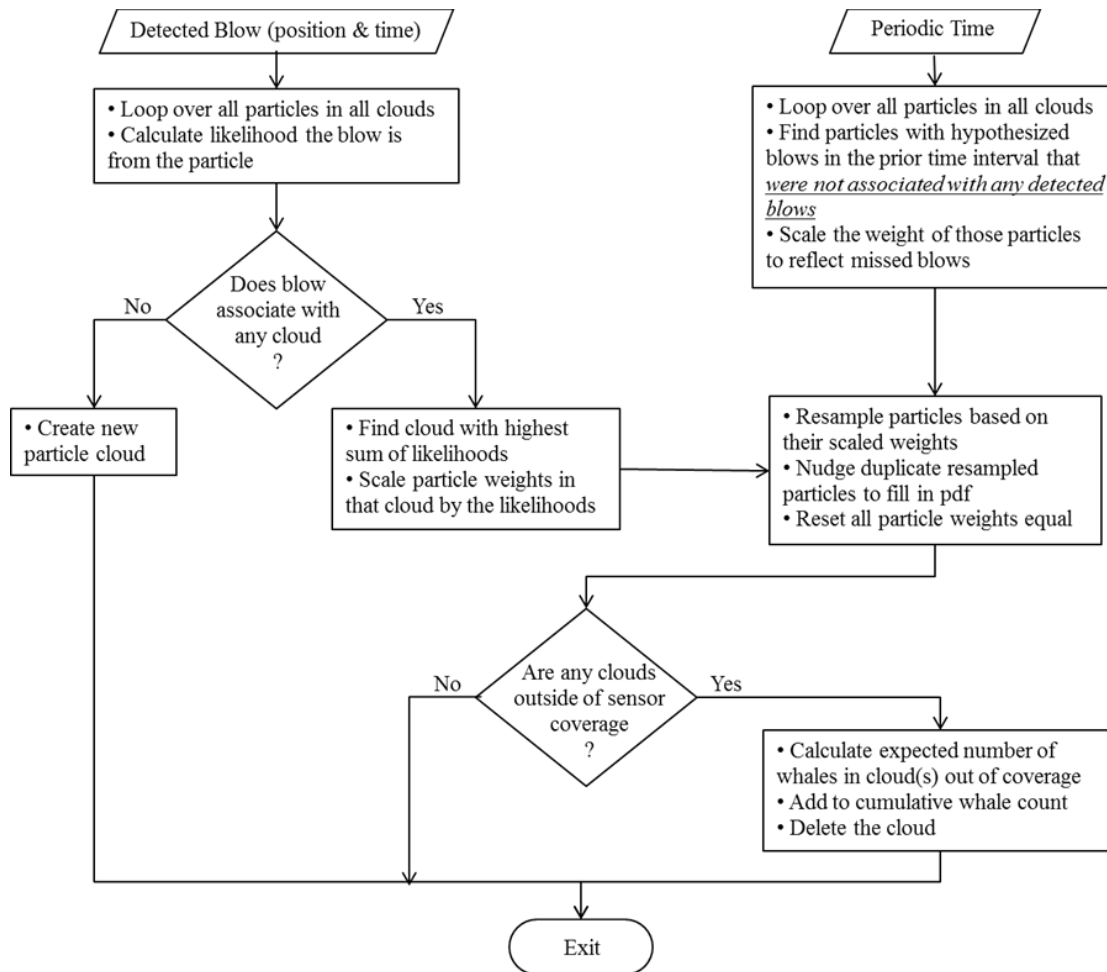 Detected Blow (position & time)
• Loop over all particles in all clouds
• Calculate likelihood the blow is
from the particle
Does blow
associate with
any cloud
?
No
Yes
• Create new
particle cloud
• Find cloud with highest
sum of likelihoods
• Scale particle weights in
that cloud by the likelihoods
Periodic Time
• Loop over all particles in all clouds
• Find particles with hypothesized
blows in the prior time interval that
were not associated with any detected
blows
• Scale the weight of those particles
to reflect missed blows
• Resample particles based on
their scaled weights
• Nudge duplicate resampled
particles to fill in pdf
• Reset all particle weights equal
Are any clouds
outside of sensor
coverage
?
No
Yes
• Calculate expected number of
whales in cloud(s) out of coverage
• Add to cumulative whale count
• Delete the cloud
Exit